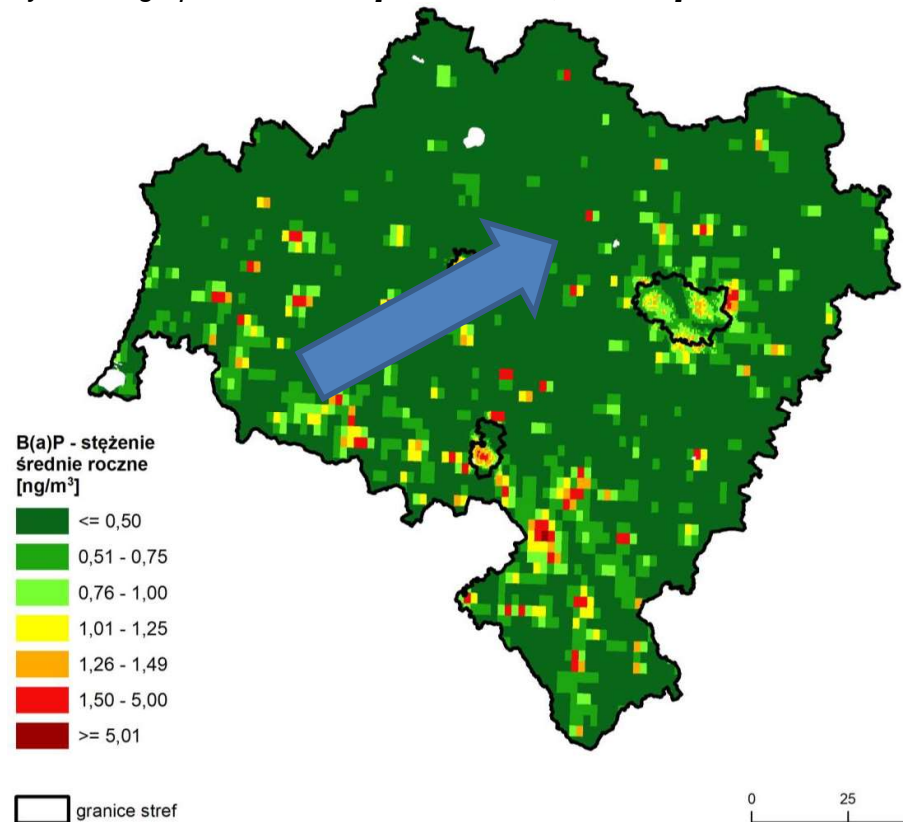 B(a)P - stężenie
średnie roczne
[ng/m³]
<= 0,50
0,51 - 0,75
0,76 - 1,00
1,01 - 1,25
1,26 - 1,49
1,50 - 5,00
>= 5,01
granice stref
0 25